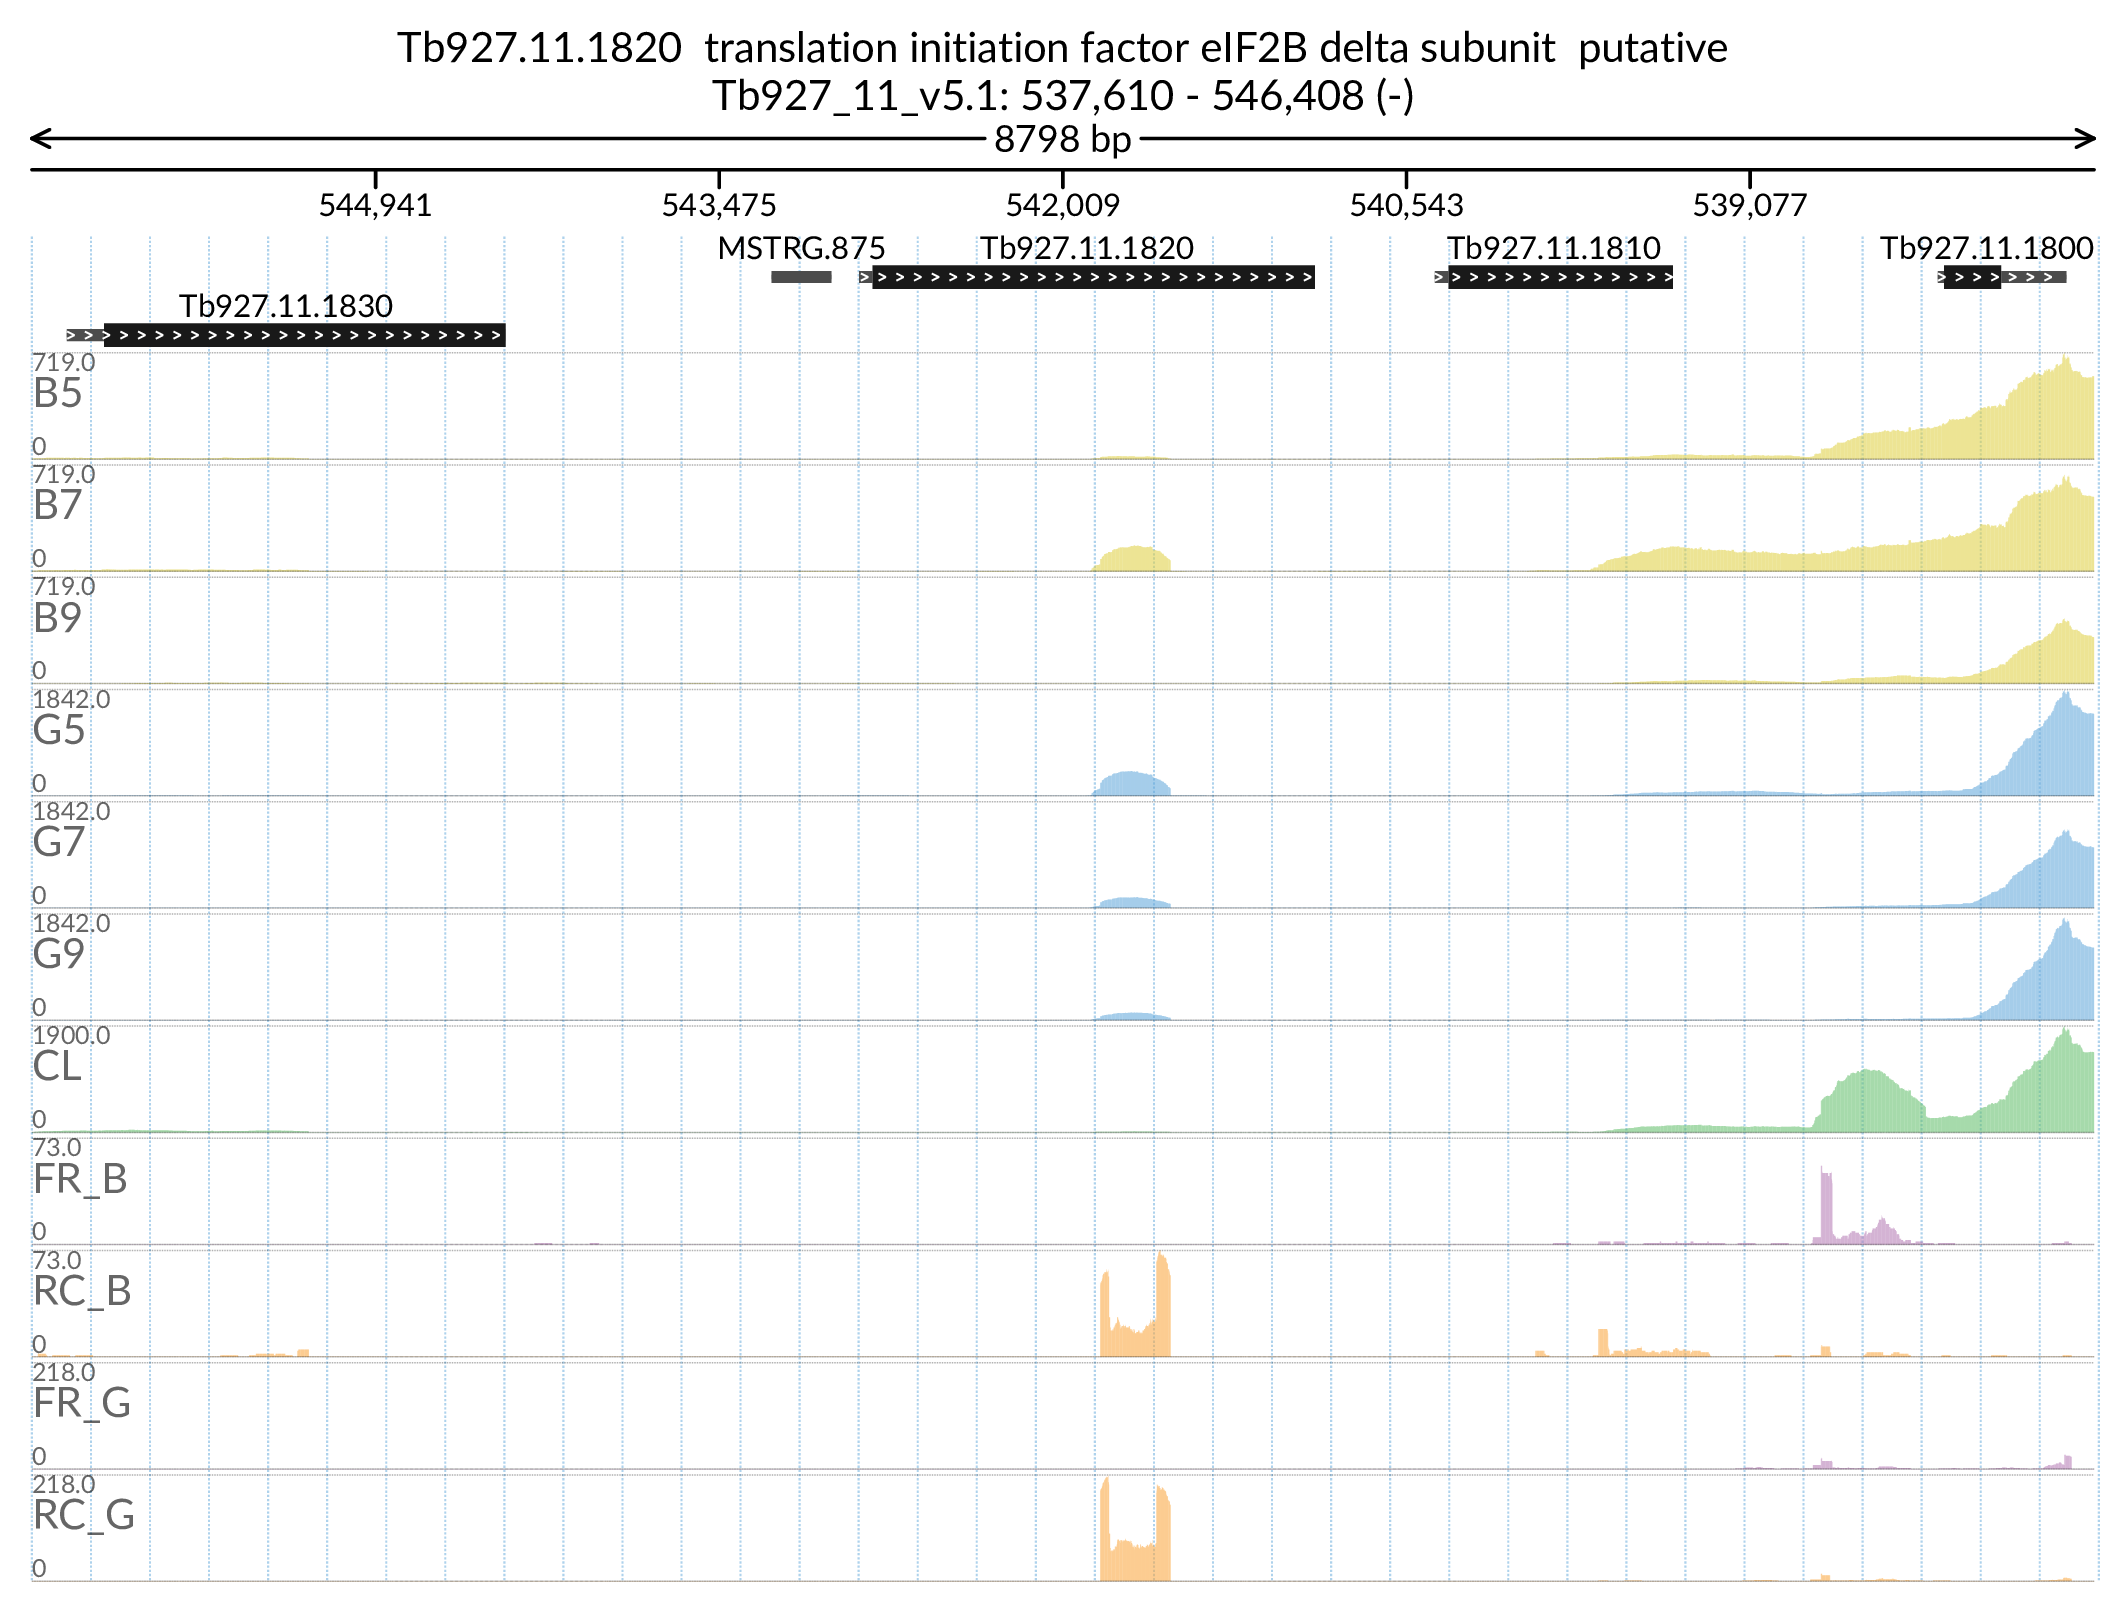 Tb927.11.1820  translation initiation factor eIF2B delta subunit  putative
Tb927_11_v5.1: 537,610 - 546,408 (-)
8798 bp
544,941 543,475 542,009 540,543 539,077
MSTRG.875 Tb927.11.1820 Tb927.11.1810 Tb927.11.1800
Tb927.11.1830
719.0
B5
0
719.0
B7
0
719.0
B9
0
1842.0
G5
0
1842.0
G7
0
1842.0
G9
0
1900.0
CL
0
73.0
FR_B
0
73.0
RC_B
0
218.0
FR_G
0
218.0
RC_G
0